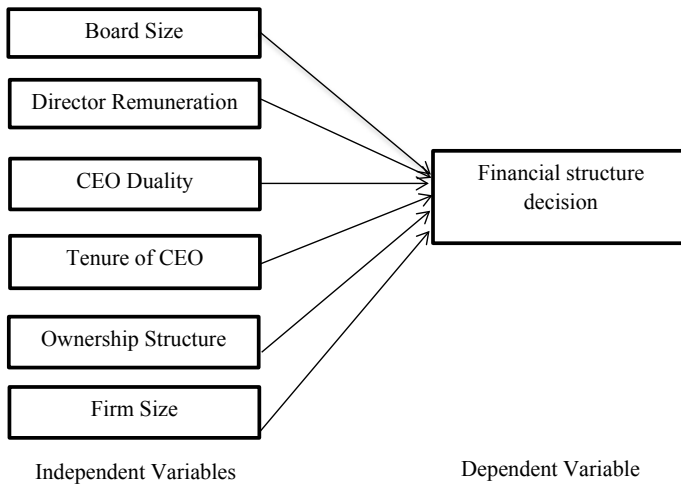 Board Size
Director Remuneration
CEO Duality
Tenure of CEO
Ownership Structure
Firm Size
Independent Variables
Financial structure
decision
Dependent Variable